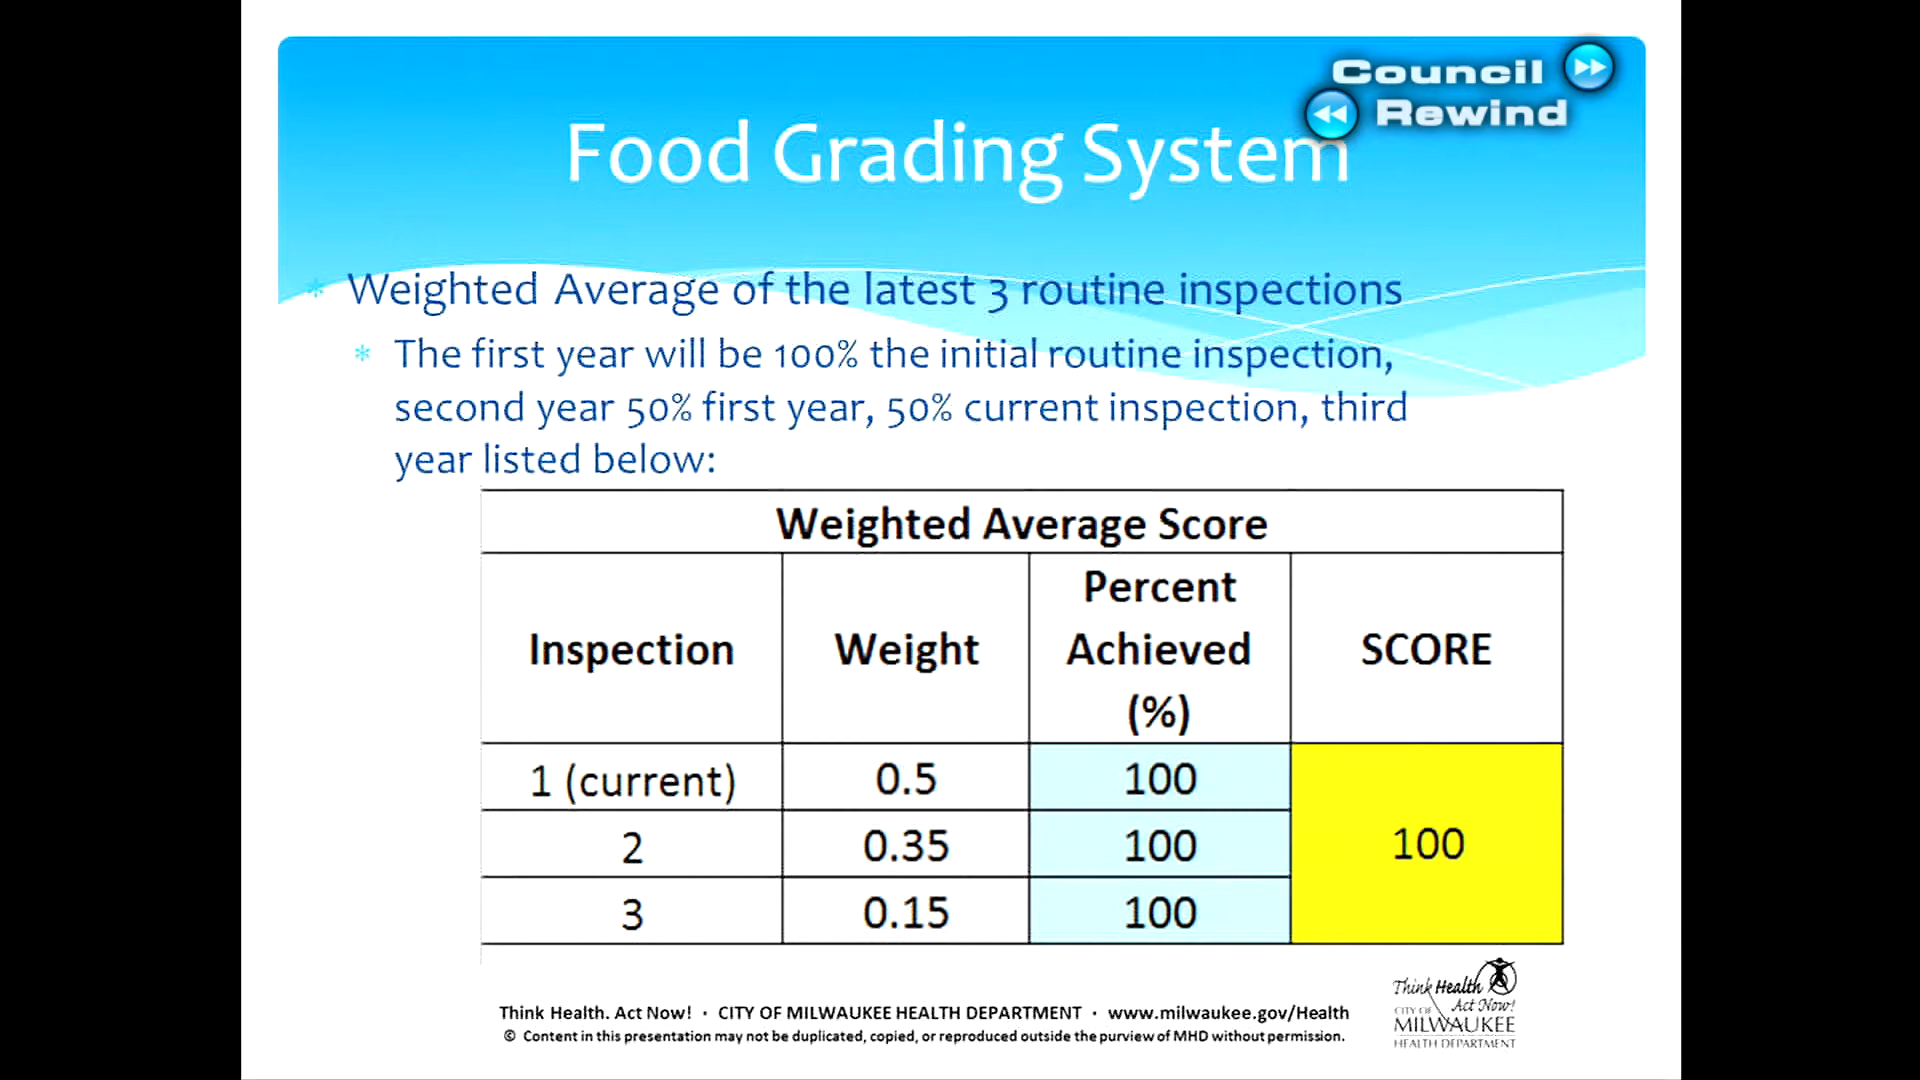 Council
Rewind
Food Grading System
* Weighted Average of the latest 3 routine inspections
* The first year will be 100% the initial routine inspection,
second year 50% first year, 50% current inspection, third
year listed below:
Weighted Average Score
Inspection Weight Percent Achieved (%) SCORE
1 (current) 0.5 100
2 0.35 100 100
3 0.15 100
Think Health. Act Now! · CITY OF MILWAUKEE HEALTH DEPARTMENT · www.milwaukee.gov/Health
© Content in this presentation may not be duplicated, copied, or reproduced outside the purview of MHD without permission.
Think Health
Act Now!
CITY OF
MILWAUKEE
HEALTH DEPARTMENT